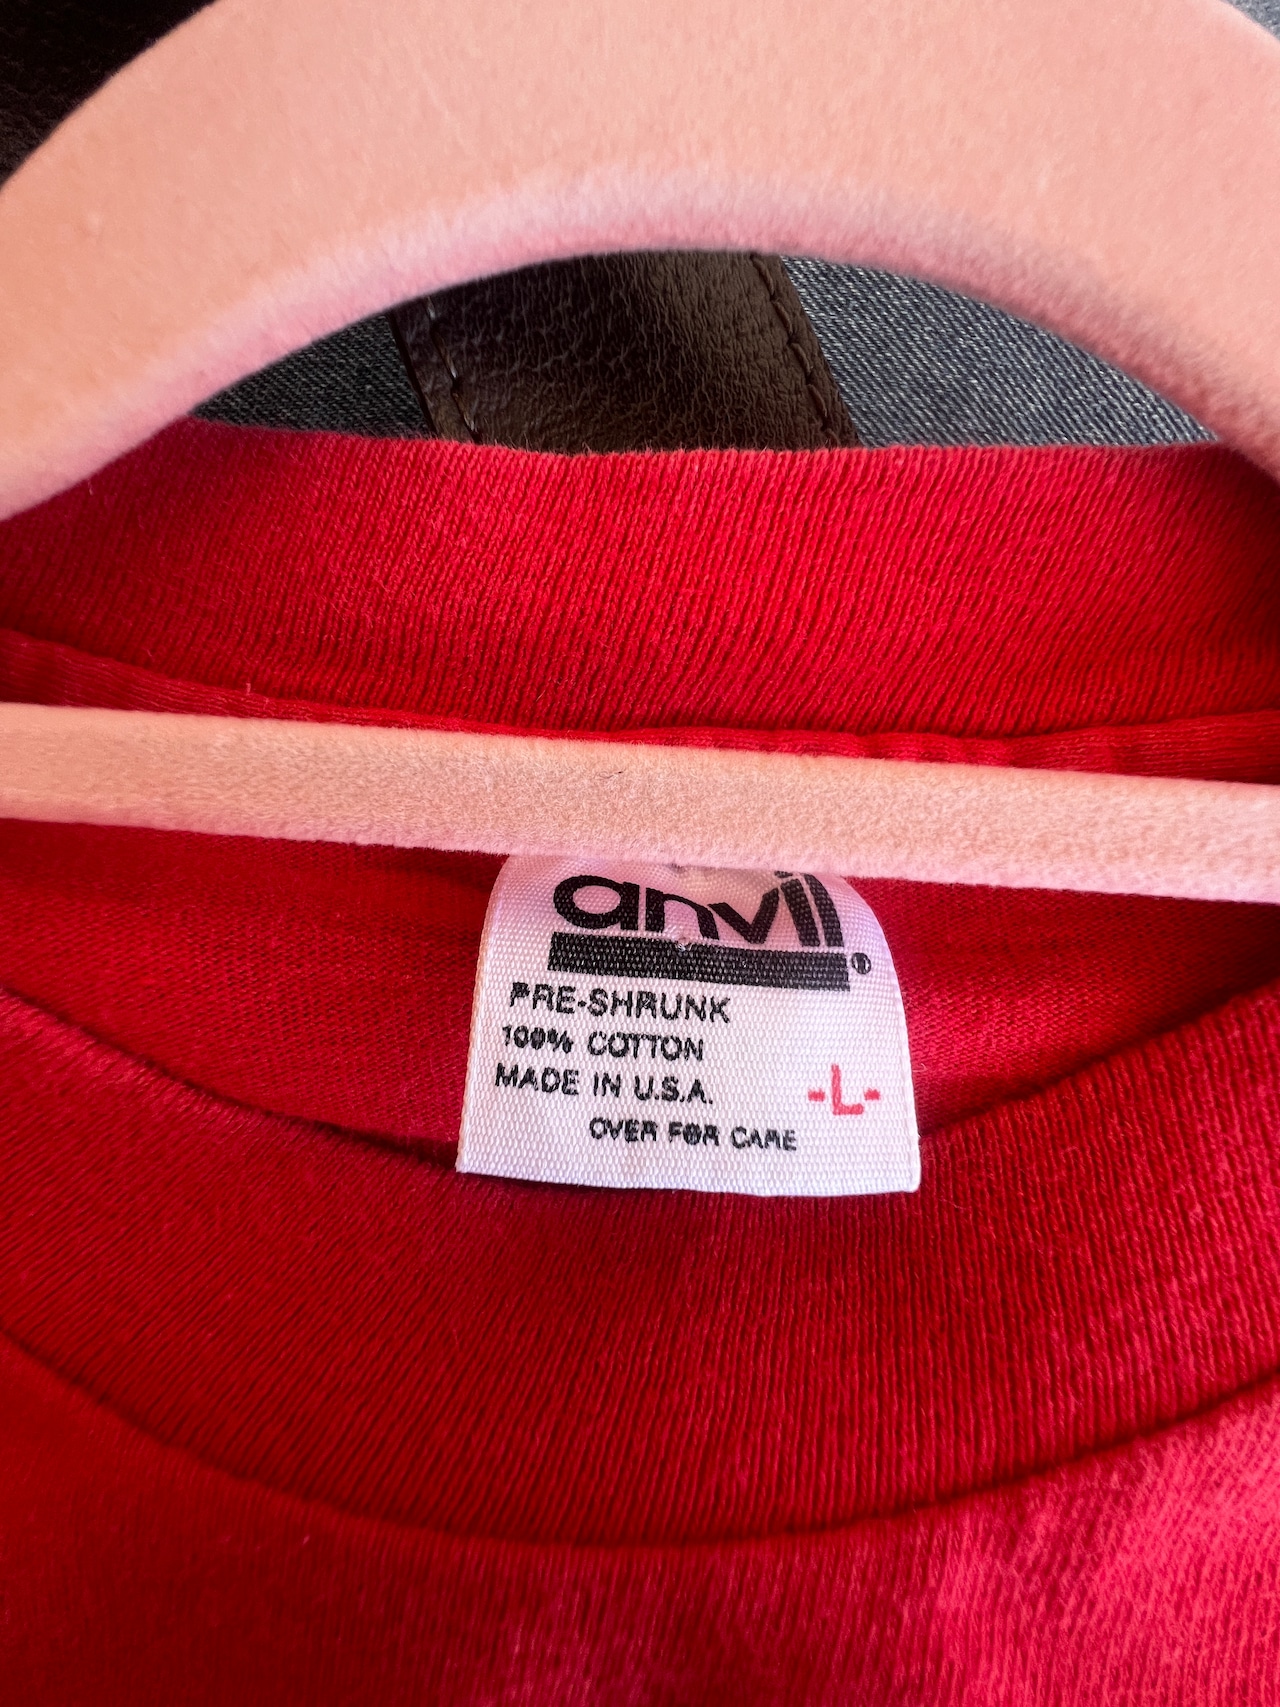 anvil®
PRE-SHRUNK
100% COTTON
MADE IN U.S.A.
-L-
OVER FOR CARE